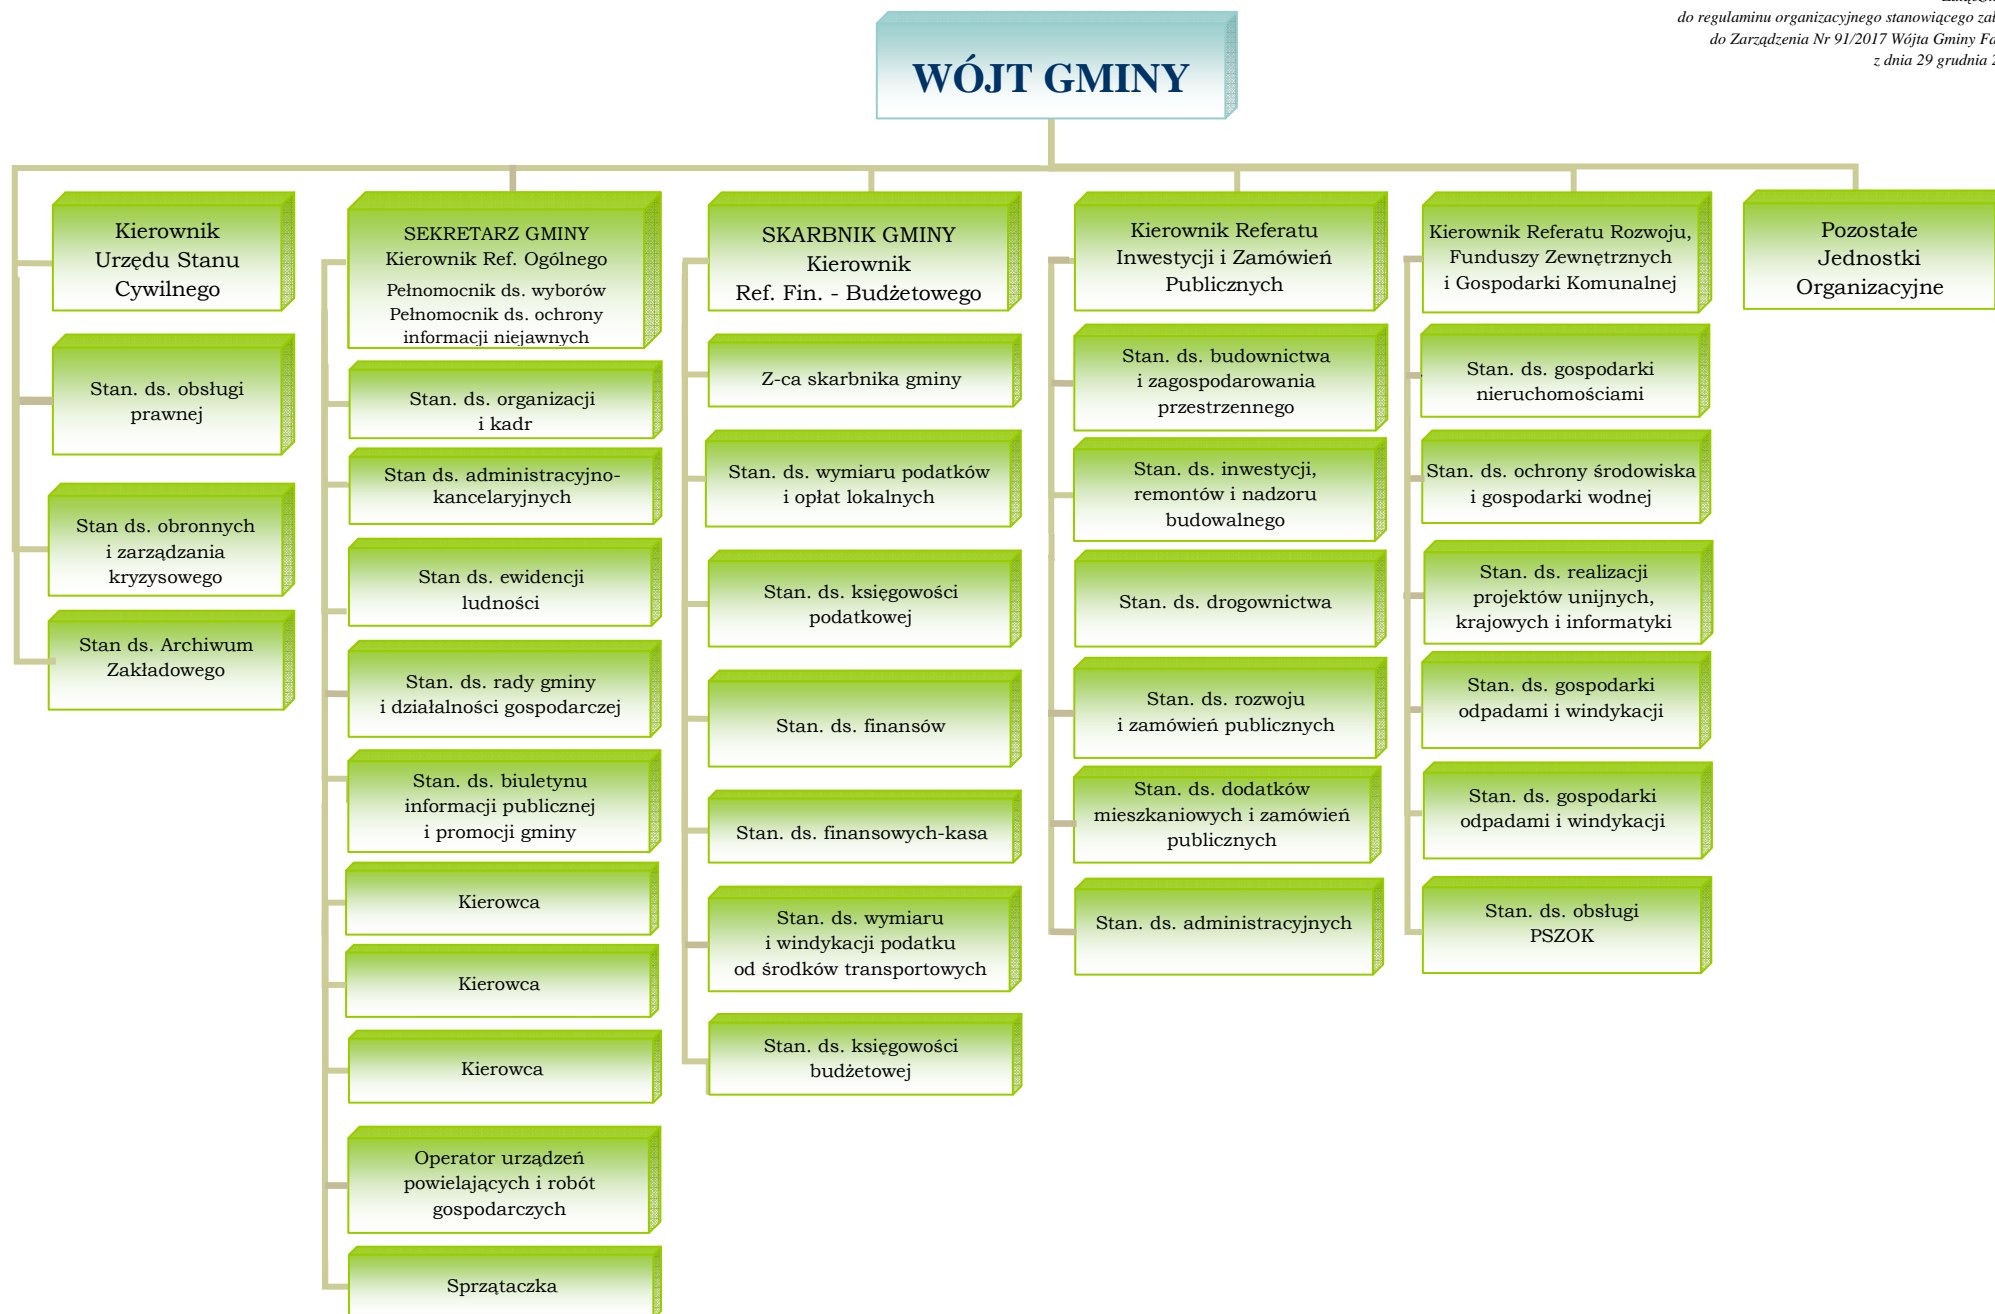 do regulaminu organizacyjnego stanowiącego
do Zarządzenia Nr 91/2017 Wójta Gminy
z dnia 29 grudnia
WÓJT GMINY
Kierownik
Urzędu Stanu
Cywilnego
Stan. ds. obsługi
prawnej
Stan ds. obronnych
i zarządzania
kryzysowego
Stan ds. Archiwum
Zakładowego
SEKRETARZ GMINY
Kierownik Ref. Ogólnego
Pełnomocnik ds. wyborów
Pełnomocnik ds. ochrony
informacji niejawnych
Stan. ds. organizacji
i kadr
Stan ds. administracyjno-
kancelaryjnych
Stan ds. ewidencji
ludności
Stan. ds. rady gminy
i działalności gospodarczej
Stan. ds. biuletynu
informacji publicznej
i promocji gminy
Kierowca
Kierowca
Kierowca
Operator urządzeń
powielających i robót
gospodarczych
Sprzątaczka
SKARBNIK GMINY
Kierownik
Ref. Fin. - Budżetowego
Z-ca skarbnika gminy
Stan. ds. wymiaru podatków
i opłat lokalnych
Stan. ds. księgowości
podatkowej
Stan. ds. finansów
Stan. ds. finansowych-kasa
Stan. ds. wymiaru
i windykacji podatku
od środków transportowych
Stan. ds. księgowości
budżetowej
Kierownik Referatu
Inwestycji i Zamówień
Publicznych
Stan. ds. budownictwa
i zagospodarowania
przestrzennego
Stan. ds. inwestycji,
remontów i nadzoru
budowalnego
Stan. ds. drogownictwa
Stan. ds. rozwoju
i zamówień publicznych
Stan. ds. dodatków
mieszkaniowych i zamówień
publicznych
Stan. ds. administracyjnych
Kierownik Referatu Rozwoju,
Funduszy Zewnętrznych
i Gospodarki Komunalnej
Stan. ds. gospodarki
nieruchomościami
Stan. ds. ochrony środowiska
i gospodarki wodnej
Stan. ds. realizacji
projektów unijnych,
krajowych i informatyki
Stan. ds. gospodarki
odpadami i windykacji
Stan. ds. gospodarki
odpadami i windykacji
Stan. ds. obsługi
PSZOK
Pozostałe
Jednostki
Organizacyjne